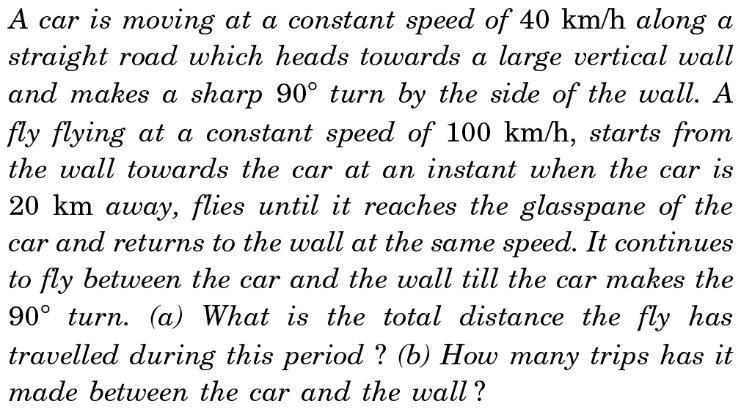 A car is moving at a constant speed of 40 km/h along a
straight road which heads towards a large vertical wall
and makes a sharp 90° turn by the side of the wall. A
fly flying at a constant speed of 100 km/h, starts from
the wall towards the car at an instant when the car is
20 km away, flies until it reaches the glasspane of the
car and returns to the wall at the same speed. It continues
to fly between the car and the wall till the car makes the
90° turn. (a) What is the total distance the fly has
travelled during this period ? (b) How many trips has it
made between the car and the wall ?